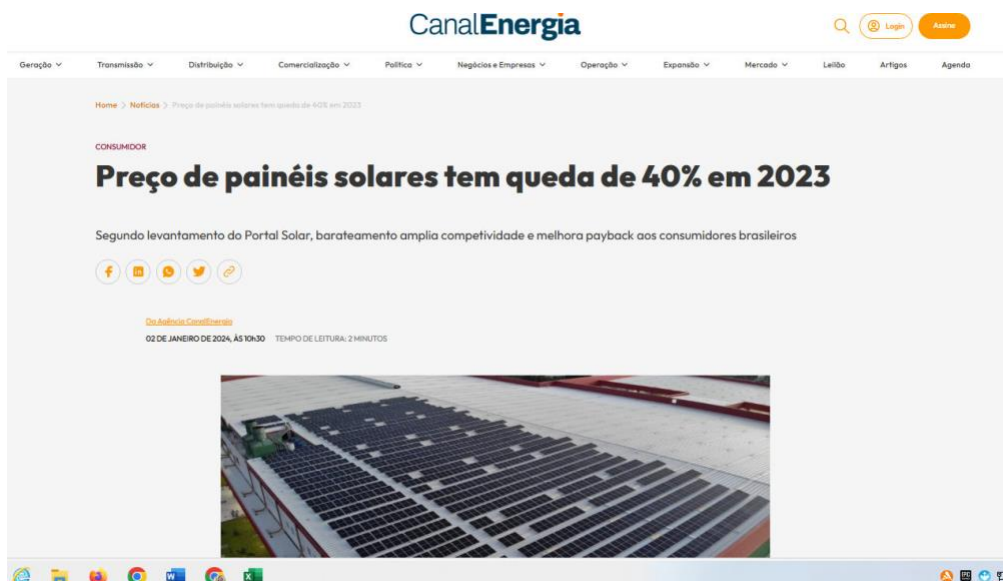 CanalEnergia
Login
Assine
Geração Transmissão Distribuição Comercialização Política Negócios e Empresas Operação Expansão Mercado Leilão Artigos Agenda
Home > Notícias > Preço de painéis solares tem queda de 40% em 2023
CONSUMIDOR
Preço de painéis solares tem queda de 40% em 2023
Segundo levantamento do Portal Solar, barateamento amplia competividade e melhora payback aos consumidores brasileiros
Da Agência CanalEnergia
02 DE JANEIRO DE 2024, ÀS 10h30 TEMPO DE LEITURA: 2 MINUTOS